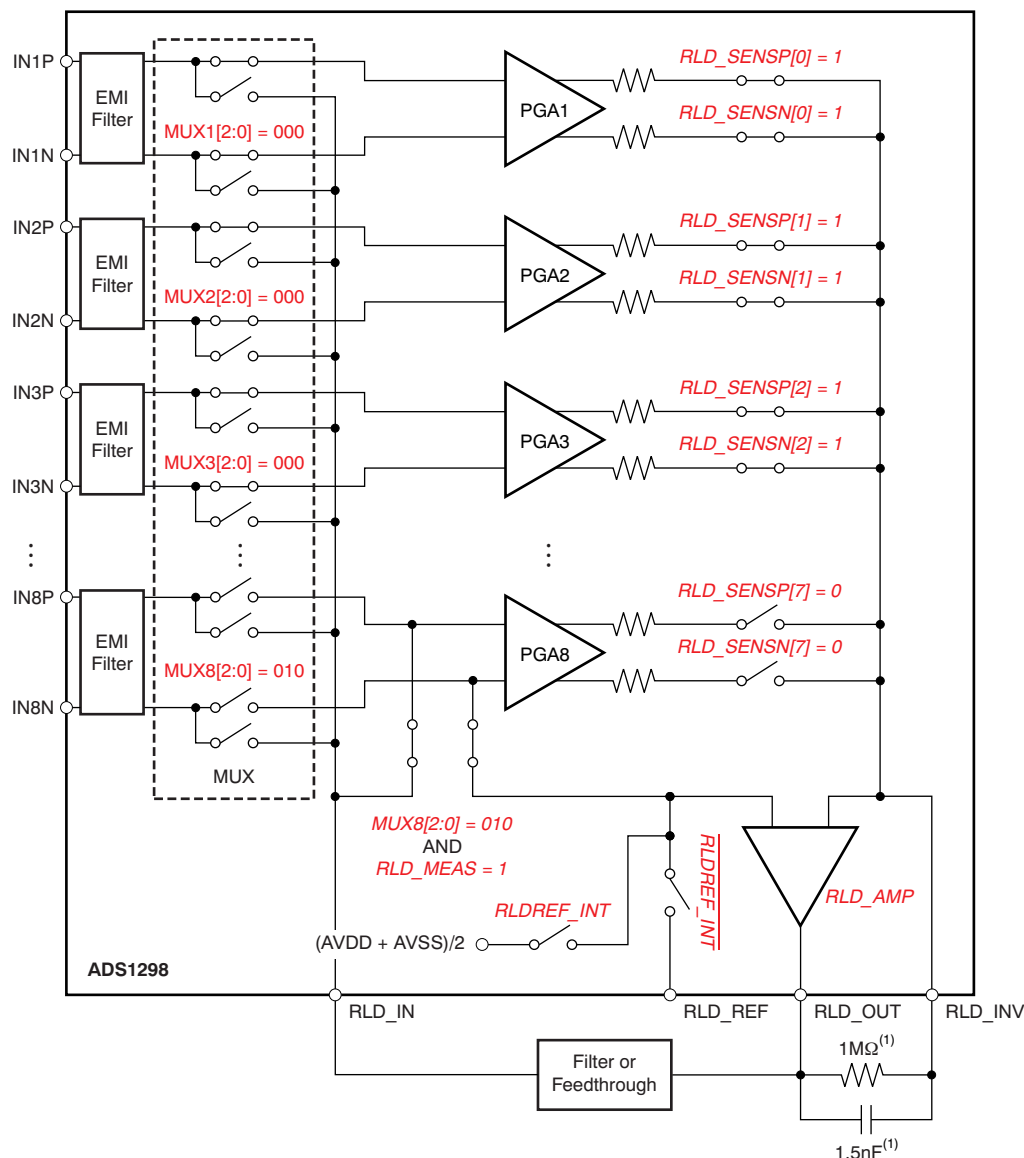 IN1P
EMI
Filter
IN1N
MUX1[2:0] = 000
PGA1
RLD_SENSP[0] = 1
RLD_SENSN[0] = 1
IN2P
EMI
Filter
IN2N
MUX2[2:0] = 000
PGA2
RLD_SENSP[1] = 1
RLD_SENSN[1] = 1
IN3P
EMI
Filter
IN3N
MUX3[2:0] = 000
PGA3
RLD_SENSP[2] = 1
RLD_SENSN[2] = 1
IN8P
EMI
Filter
IN8N
MUX8[2:0] = 010
PGA8
RLD_SENSP[7] = 0
RLD_SENSN[7] = 0
MUX
MUX8[2:0] = 010
AND
RLD_MEAS = 1
RLDREF_INT
RLDREF_INT
RLD_AMP
(AVDD + AVSS)/2
ADS1298
RLD_IN
RLD_REF
RLD_OUT
RLD_INV
Filter or
Feedthrough
1MΩ(1)
1.5nF(1)